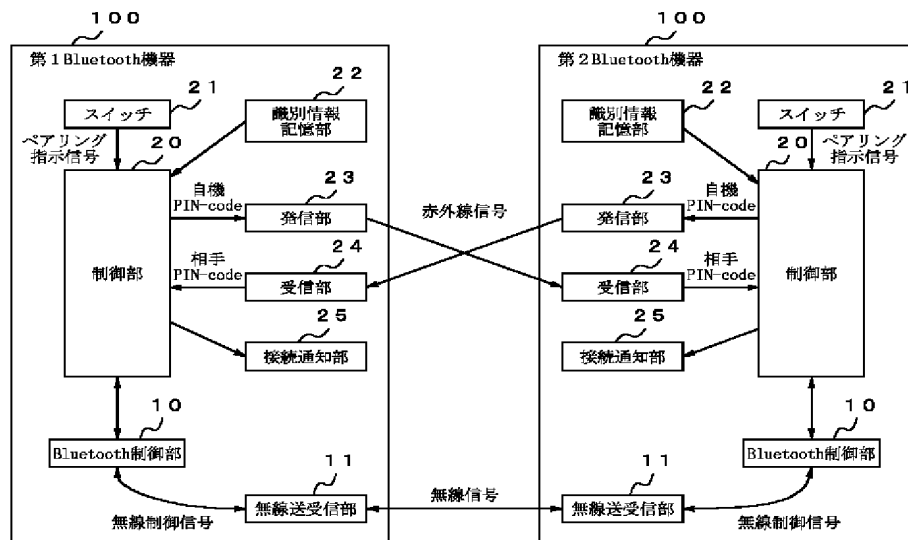 100
第1Bluetooth機器
21
スイッチ
22
識別情報
記憶部
ペアリング
指示信号
20
制御部
自機
PIN-code
23
発信部
相手
PIN-code
24
受信部
25
接続通知部
10
Bluetooth制御部
11
無線送受信部
無線制御信号
赤外線信号
無線信号
100
第2Bluetooth機器
22
識別情報
記憶部
21
スイッチ
20
ペアリング
指示信号
制御部
23
発信部
自機
PIN-code
24
受信部
相手
PIN-code
25
接続通知部
10
Bluetooth制御部
11
無線送受信部
無線制御信号